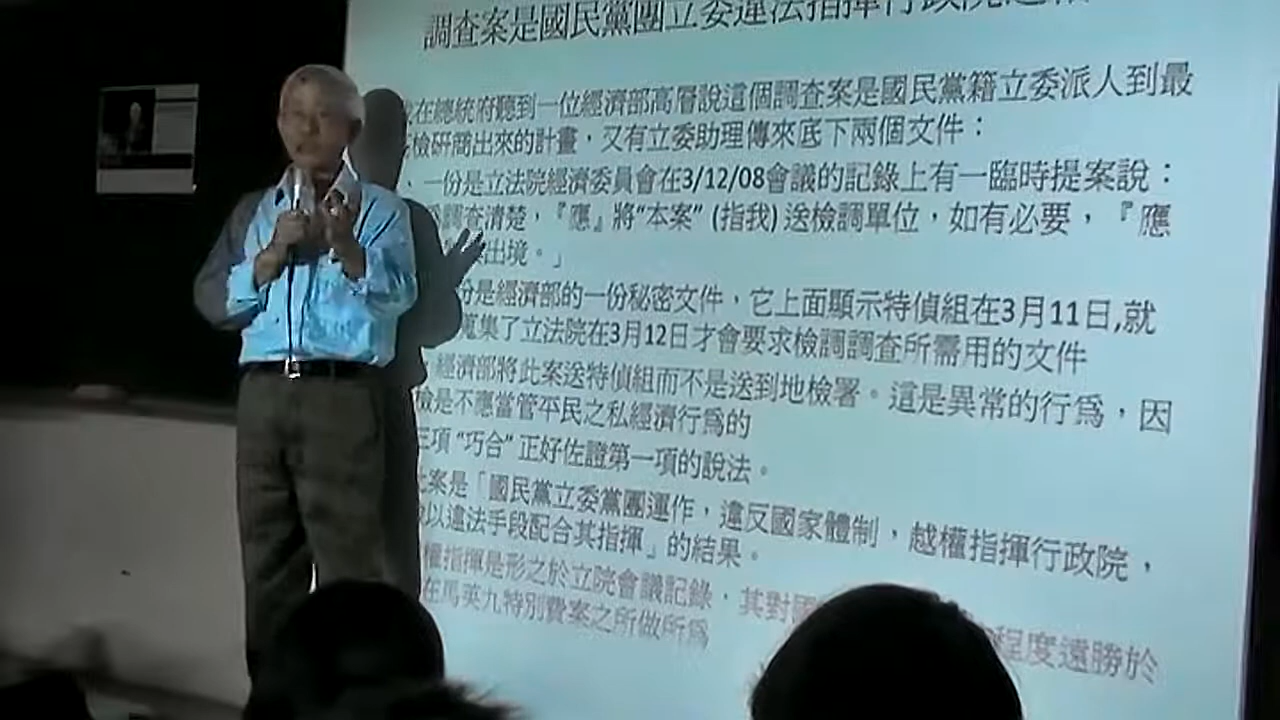 調查案是國民黨團立委違法指揮行政院
在總統府聽到一位經濟部高層說這個調查案是國民黨籍立委派人到最
檢研商出來的計畫，又有立委助理傳來底下兩個文件：
一份是立法院經濟委員會在3/12/08會議的記錄上有一臨時提案說：
調查清楚，『應』將“本案” (指我) 送檢調單位，如有必要，『應
出境。」
份是經濟部的一份秘密文件，它上面顯示特偵組在3月11日,就
蒐集了立法院在3月12日才會要求檢調調查所需用的文件
經濟部將此案送特偵組而不是送到地檢署。這是異常的行為，因
檢是不應當管平民之私經濟行為的
三項 “巧合” 正好佐證第一項的說法。
此案是「國民黨立委黨團運作，違反國家體制，越權指揮行政院，
以違法手段配合其指揮」的結果。
權指揮是形之於立院會議記錄，其對國 程度遠勝於
在馬英九特別費案之所做所為